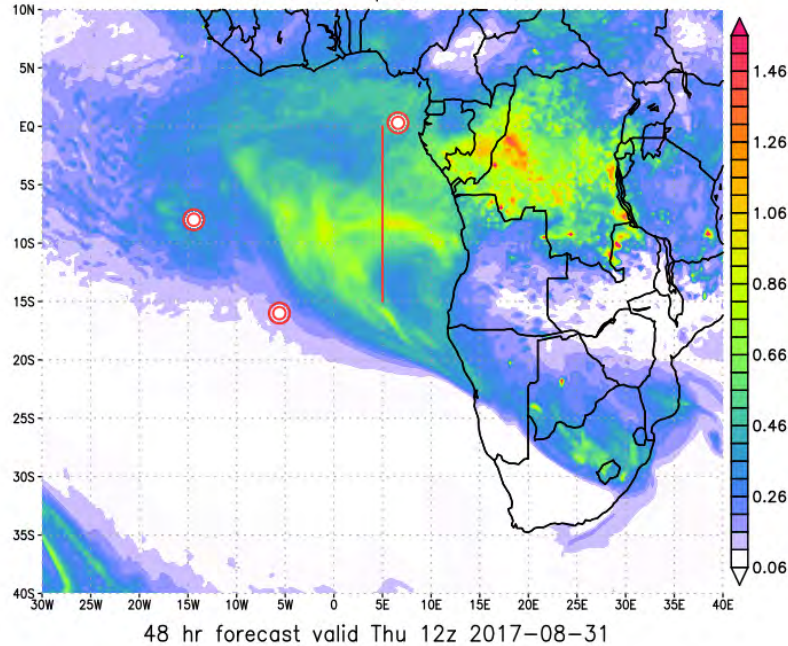 10N
5N
EQ
5S
10S
15S
20S
25S
30S
35S
40S
30W 25W 20W 15W 10W 5W 0 5E 10E 15E 20E 25E 30E 35E 40E
1.46
1.26
1.06
0.86
0.66
0.46
0.26
0.06
48 hr forecast valid Thu 12z 2017-08-31